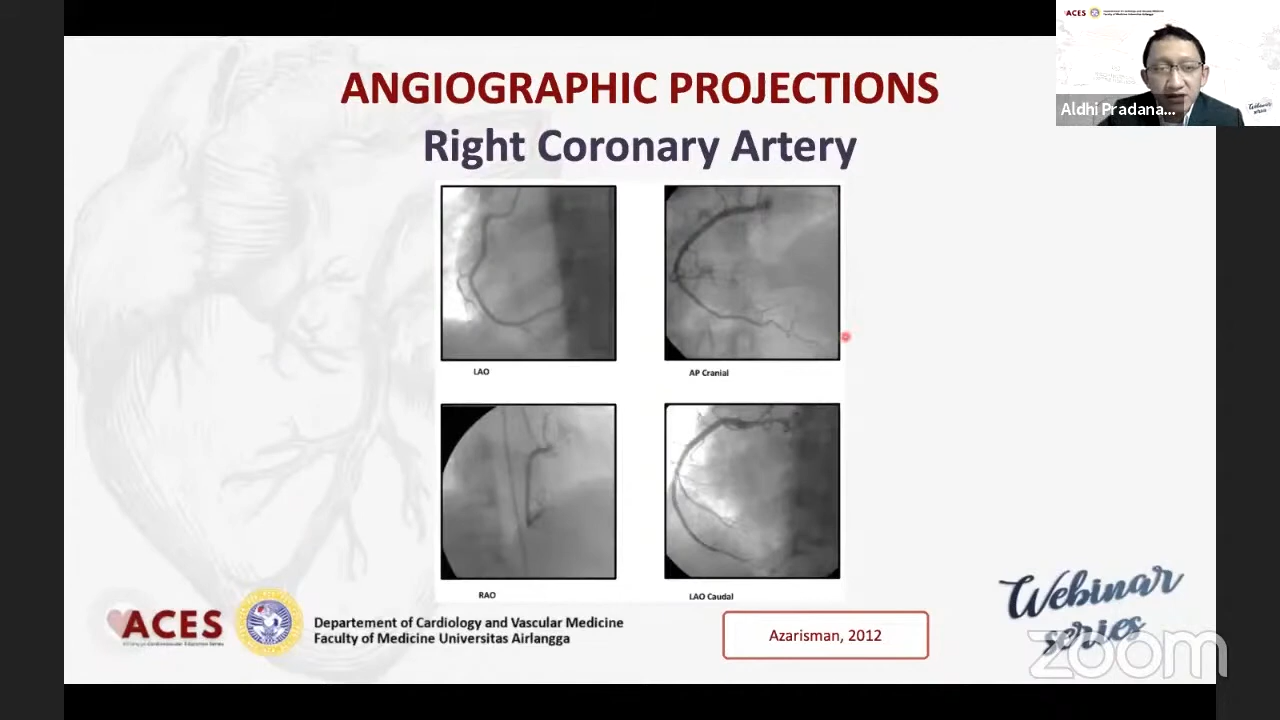 ANGIOGRAPHIC PROJECTIONS
Right Coronary Artery
ACES
Aldhi Pradana...
LAO
AP Cranial
RAO
LAO Caudal
ACES
Departement of Cardiology and Vascular Medicine
Faculty of Medicine Universitas Airlangga
Azarisman, 2012
Webinar
series
zoom